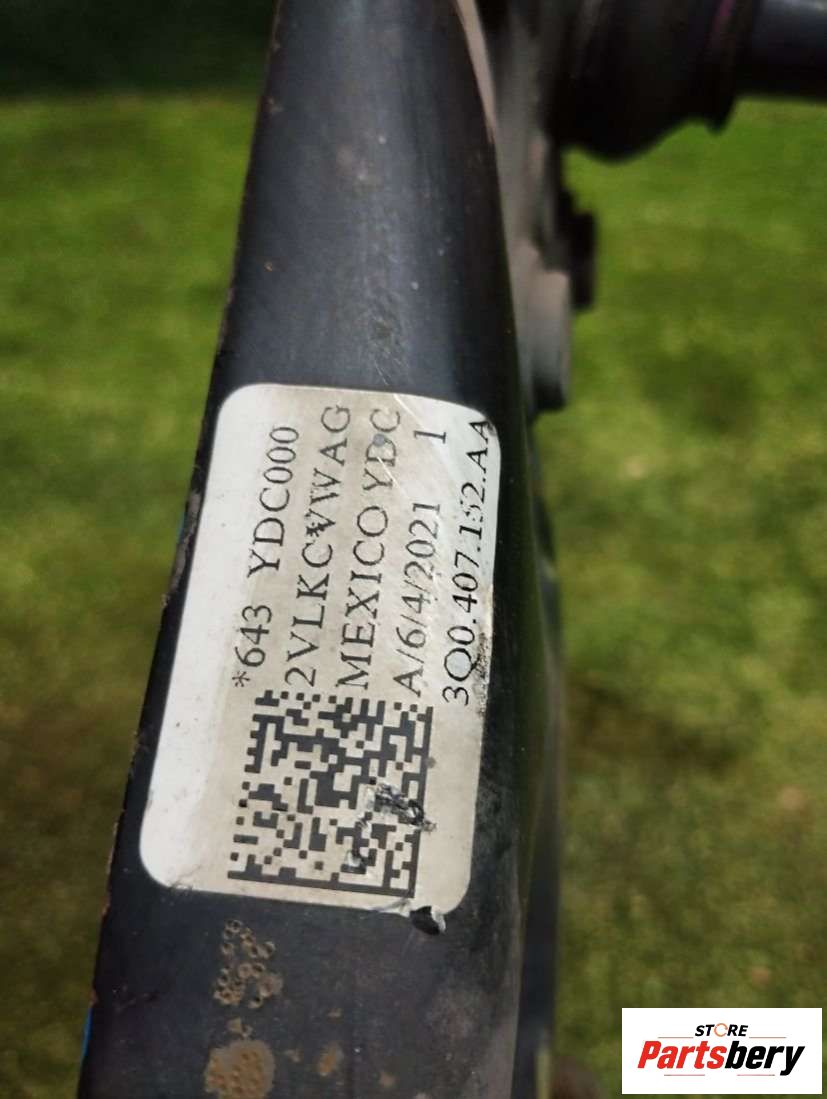 *643 YDC000
2VLKCVWAG
MEXICO YDC
A/6/4/2021 1
3Q0.407.152.AA
STORE
Partsbery